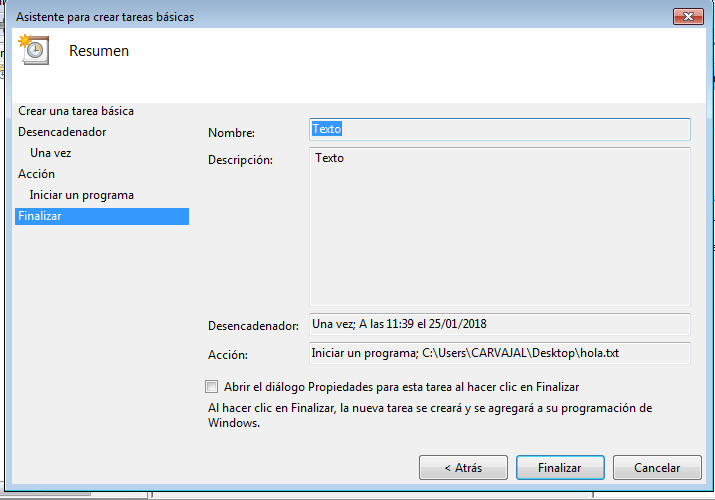 Asistente para crear tareas básicas
Resumen
Crear una tarea básica
Desencadenador
Una vez
Acción
Iniciar un programa
Finalizar
Nombre: Texto
Descripción: Texto
Desencadenador: Una vez; A las 11:39 el 25/01/2018
Acción: Iniciar un programa; C:\Users\CARVAJAL\Desktop\hola.txt
Abrir el diálogo Propiedades para esta tarea al hacer clic en Finalizar
Al hacer clic en Finalizar, la nueva tarea se creará y se agregará a su programación de
Windows.
< Atrás Finalizar Cancelar